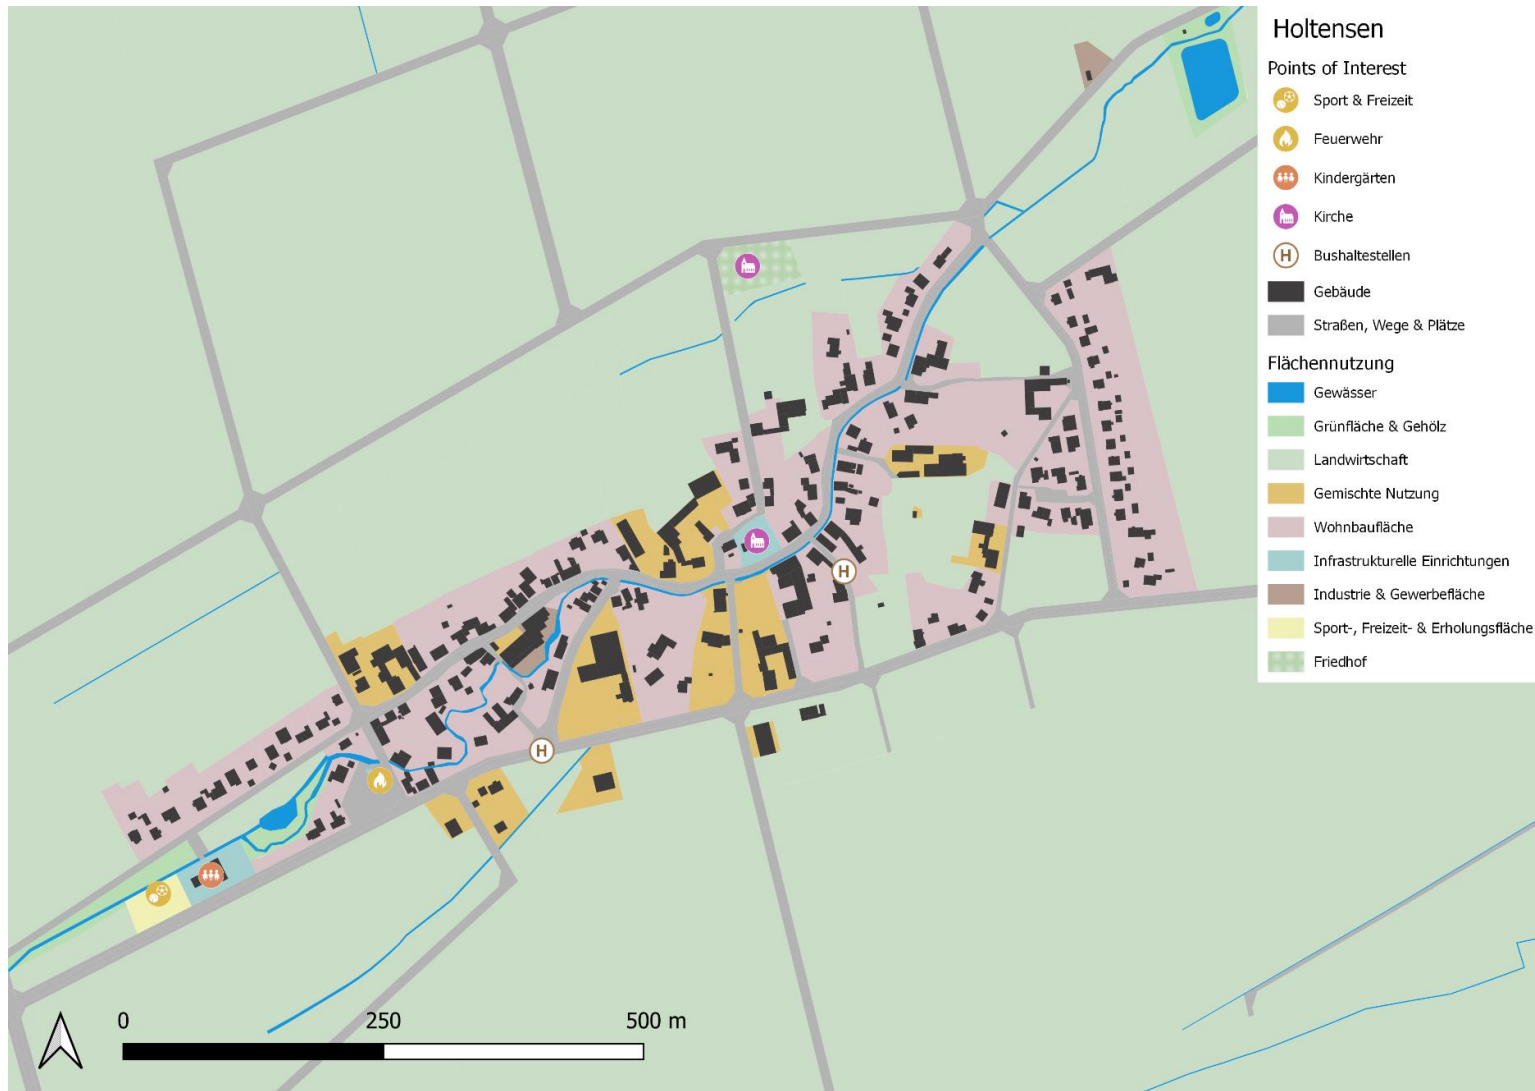 Holtensen
Points of Interest
Sport & Freizeit
Feuerwehr
Kindergärten
Kirche
H Bushaltestellen
Gebäude
Straßen, Wege & Plätze
Flächennutzung
Gewässer
Grünfläche & Gehölz
Landwirtschaft
Gemischte Nutzung
Wohnbaufläche
Infrastrukturelle Einrichtungen
Industrie & Gewerbefläche
Sport-, Freizeit- & Erholungsfläche
Friedhof
H
H
0 250 500 m